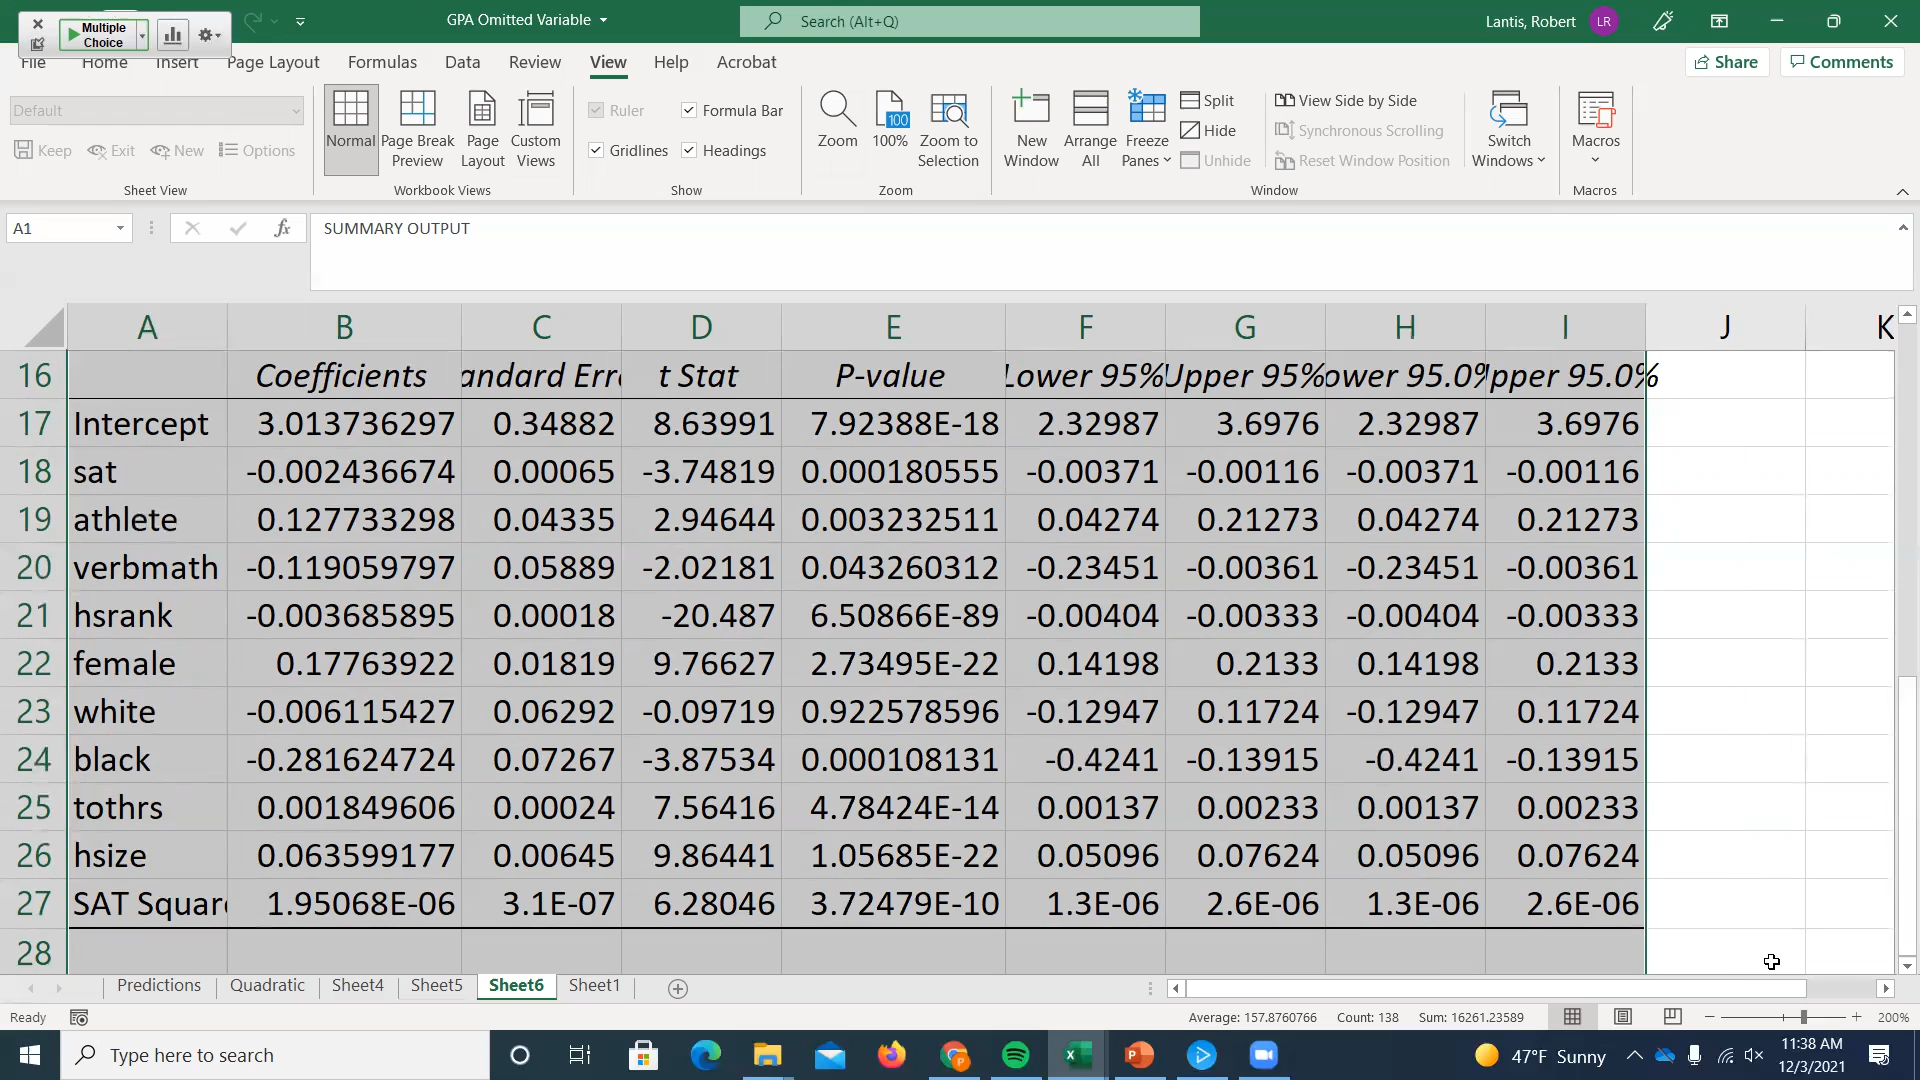 GPA Omitted Variable
Search (Alt+Q)
Lantis, Robert LR
Multiple
Choice
File Home Insert Page Layout Formulas Data Review View Help Acrobat
Share Comments
Default
Keep Exit New Options
Sheet View
Normal
Page Break
Preview
Page
Layout
Custom
Views
Workbook Views
Ruler Formula Bar
Gridlines Headings
Show
Zoom
100
100%
Zoom to
Selection
Zoom
New
Window
Arrange
All
Freeze
Panes
Split
Hide
Unhide
View Side by Side
Synchronous Scrolling
Reset Window Position
Switch
Windows
Window
Macros
Macros
A1 fx SUMMARY OUTPUT
A B C D E F G H I J K
16 Coefficients andard Erro t Stat P-value Lower 95% Upper 95% ower 95.0% pper 95.0%
17 Intercept 3.013736297 0.34882 8.63991 7.92388E-18 2.32987 3.6976 2.32987 3.6976
18 sat -0.002436674 0.00065 -3.74819 0.000180555 -0.00371 -0.00116 -0.00371 -0.00116
19 athlete 0.127733298 0.04335 2.94644 0.003232511 0.04274 0.21273 0.04274 0.21273
20 verbmath -0.119059797 0.05889 -2.02181 0.043260312 -0.23451 -0.00361 -0.23451 -0.00361
21 hsrank -0.003685895 0.00018 -20.487 6.50866E-89 -0.00404 -0.00333 -0.00404 -0.00333
22 female 0.17763922 0.01819 9.76627 2.73495E-22 0.14198 0.2133 0.14198 0.2133
23 white -0.006115427 0.06292 -0.09719 0.922578596 -0.12947 0.11724 -0.12947 0.11724
24 black -0.281624724 0.07267 -3.87534 0.000108131 -0.4241 -0.13915 -0.4241 -0.13915
25 tothrs 0.001849606 0.00024 7.56416 4.78424E-14 0.00137 0.00233 0.00137 0.00233
26 hsize 0.063599177 0.00645 9.86441 1.05685E-22 0.05096 0.07624 0.05096 0.07624
27 SAT Square 1.95068E-06 3.1E-07 6.28046 3.72479E-10 1.3E-06 2.6E-06 1.3E-06 2.6E-06
28
Predictions Quadratic Sheet4 Sheet5 Sheet6 Sheet1
Ready Average: 157.8760766 Count: 138 Sum: 16261.23589 200%
Type here to search 47°F Sunny 11:38 AM
12/3/2021